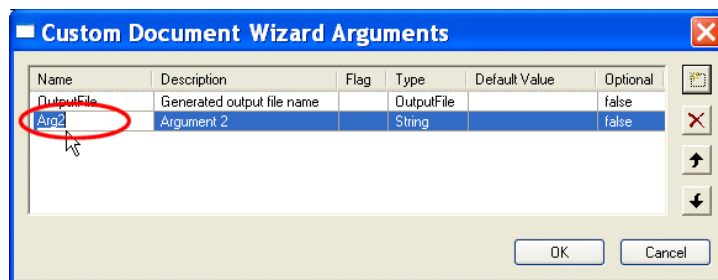 Custom Document Wizard Arguments
Name Description Flag Type Default Value Optional
OutputFile Generated output file name OutputFile false
Arg2 Argument 2 String false
OK Cancel